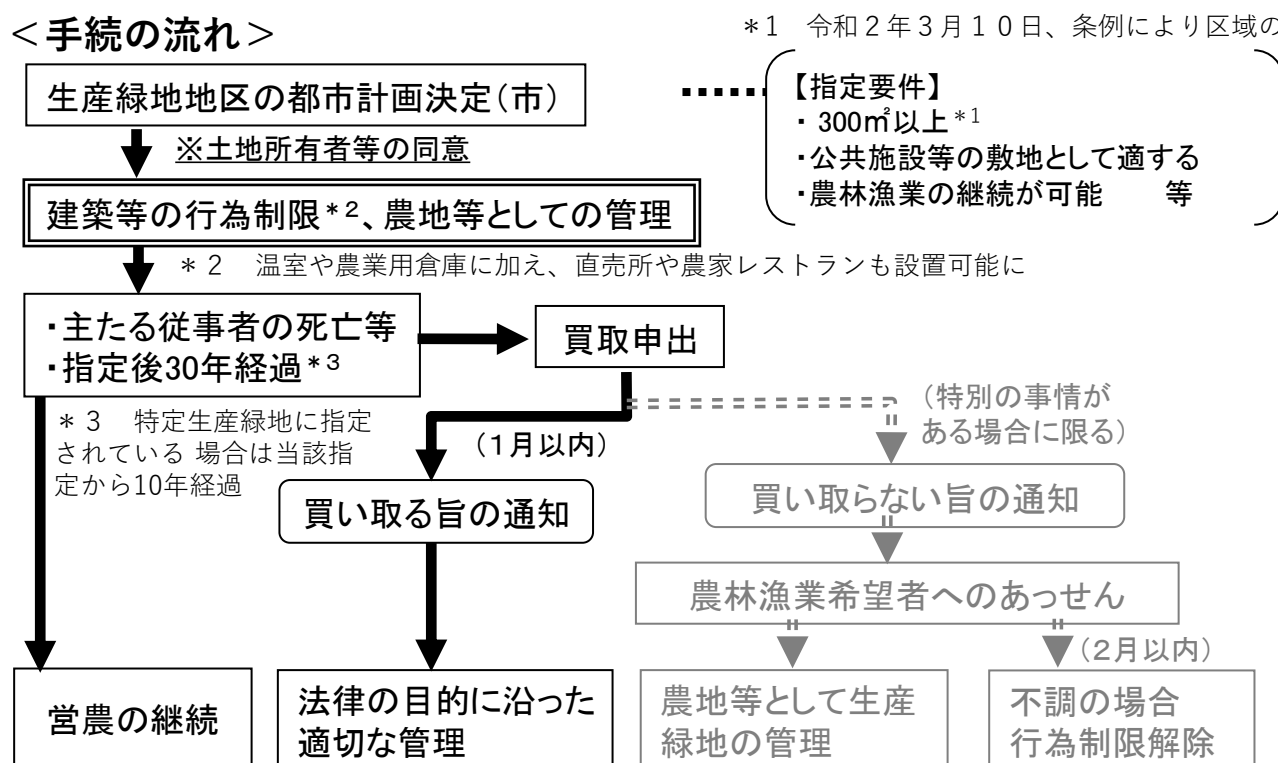 ＜手続の流れ＞
＊1　令和２年３月１０日、条例により区域の
生産緑地地区の都市計画決定（市）
【指定要件】
・300㎡以上＊1
・公共施設等の敷地として適する
・農林漁業の継続が可能　　等
※土地所有者等の同意
建築等の行為制限＊2、農地等としての管理
＊２　温室や農業用倉庫に加え、直売所や農家レストランも設置可能に
・主たる従事者の死亡等
・指定後30年経過＊3
買取申出
＊３　特定生産緑地に指定
されている 場合は当該指
定から10年経過
（１月以内）
（特別の事情が
ある場合に限る）
買い取る旨の通知
買い取らない旨の通知
農林漁業希望者へのあっせん
（２月以内）
営農の継続
法律の目的に沿った
適切な管理
農地等として生産
緑地の管理
不調の場合
行為制限解除